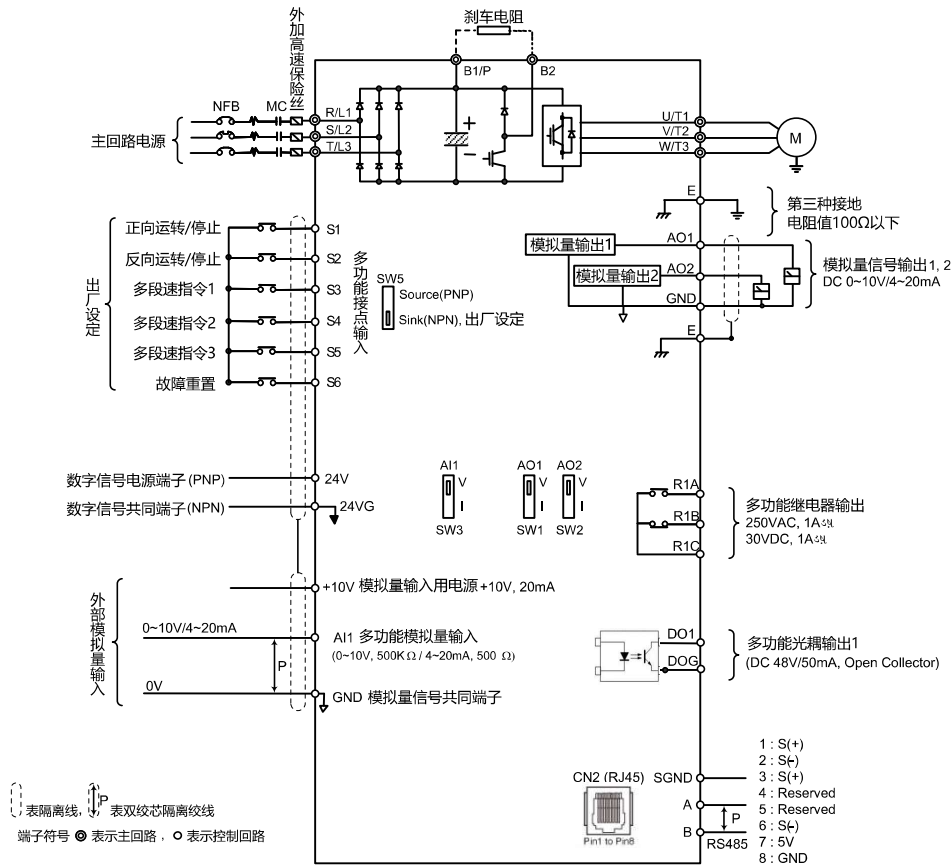 刹车电阻
外加高速保险丝
B1/P
B2
NFB
MC
R/L1
S/L2
T/L3
主回路电源
U/T1
V/T2
W/T3
M
E
第三种接地
电阻值100Ω以下
出厂设定
正向运转/停止
S1
反向运转/停止
S2
多段速指令1
S3
多段速指令2
S4
多段速指令3
S5
故障重置
S6
多功能接点输入
SW5
Source(PNP)
Sink(NPN), 出厂设定
模拟量输出1
AO1
模拟量输出2
AO2
GND
E
模拟量信号输出1, 2
DC 0~10V/4~20mA
数字信号电源端子(PNP)
24V
数字信号共同端子(NPN)
24VG
AI1
V
I
SW3
AO1
V
I
SW1
AO2
V
I
SW2
R1A
R1B
R1C
多功能继电器输出
250VAC, 1A
30VDC, 1A
外部模拟量输入
+10V 模拟量输入用电源 +10V, 20mA
0~10V/4~20mA
AI1 多功能模拟量输入
(0~10V, 500KΩ / 4~20mA, 500 Ω)
P
0V
GND 模拟量信号共同端子
DO1
DOG
多功能光耦输出1
(DC 48V/50mA, Open Collector)
CN2 (RJ45)
Pin1 to Pin8
SGND
A
B
P
RS485
1 : S(+)
2 : S(-)
3 : S(+)
4 : Reserved
5 : Reserved
6 : S(-)
7 : 5V
8 : GND
表隔离线,
P
表双绞芯隔离绞线
端子符号 ◎ 表示主回路 , ○ 表示控制回路